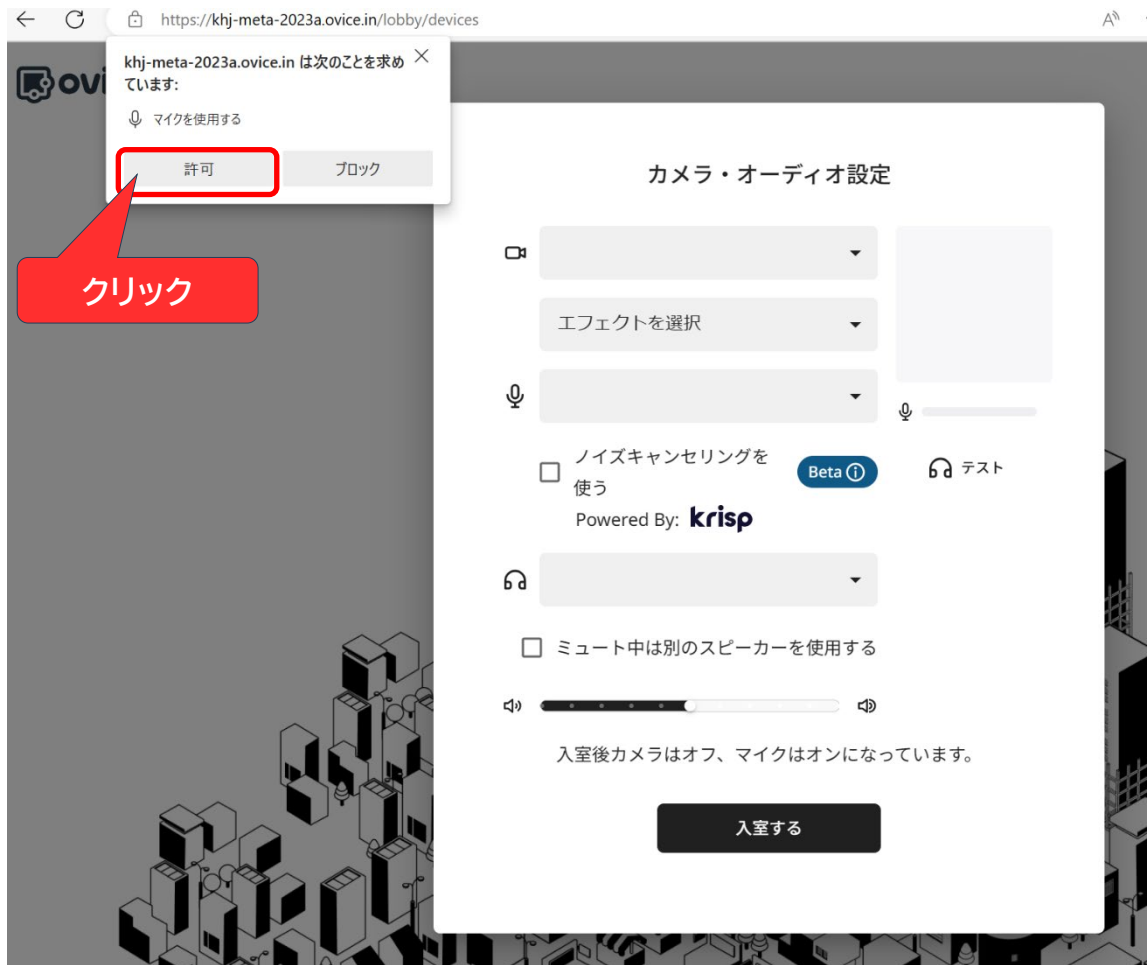 https://khj-meta-2023a.ovice.in/lobby/devices
khj-meta-2023a.ovice.in は次のことを求め
ています:
マイクを使用する
許可
ブロック
クリック
カメラ・オーディオ設定
エフェクトを選択
ノイズキャンセリングを
使う
Beta
テスト
Powered By: krisp
ミュート中は別のスピーカーを使用する
入室後カメラはオフ、マイクはオンになっています。
入室する